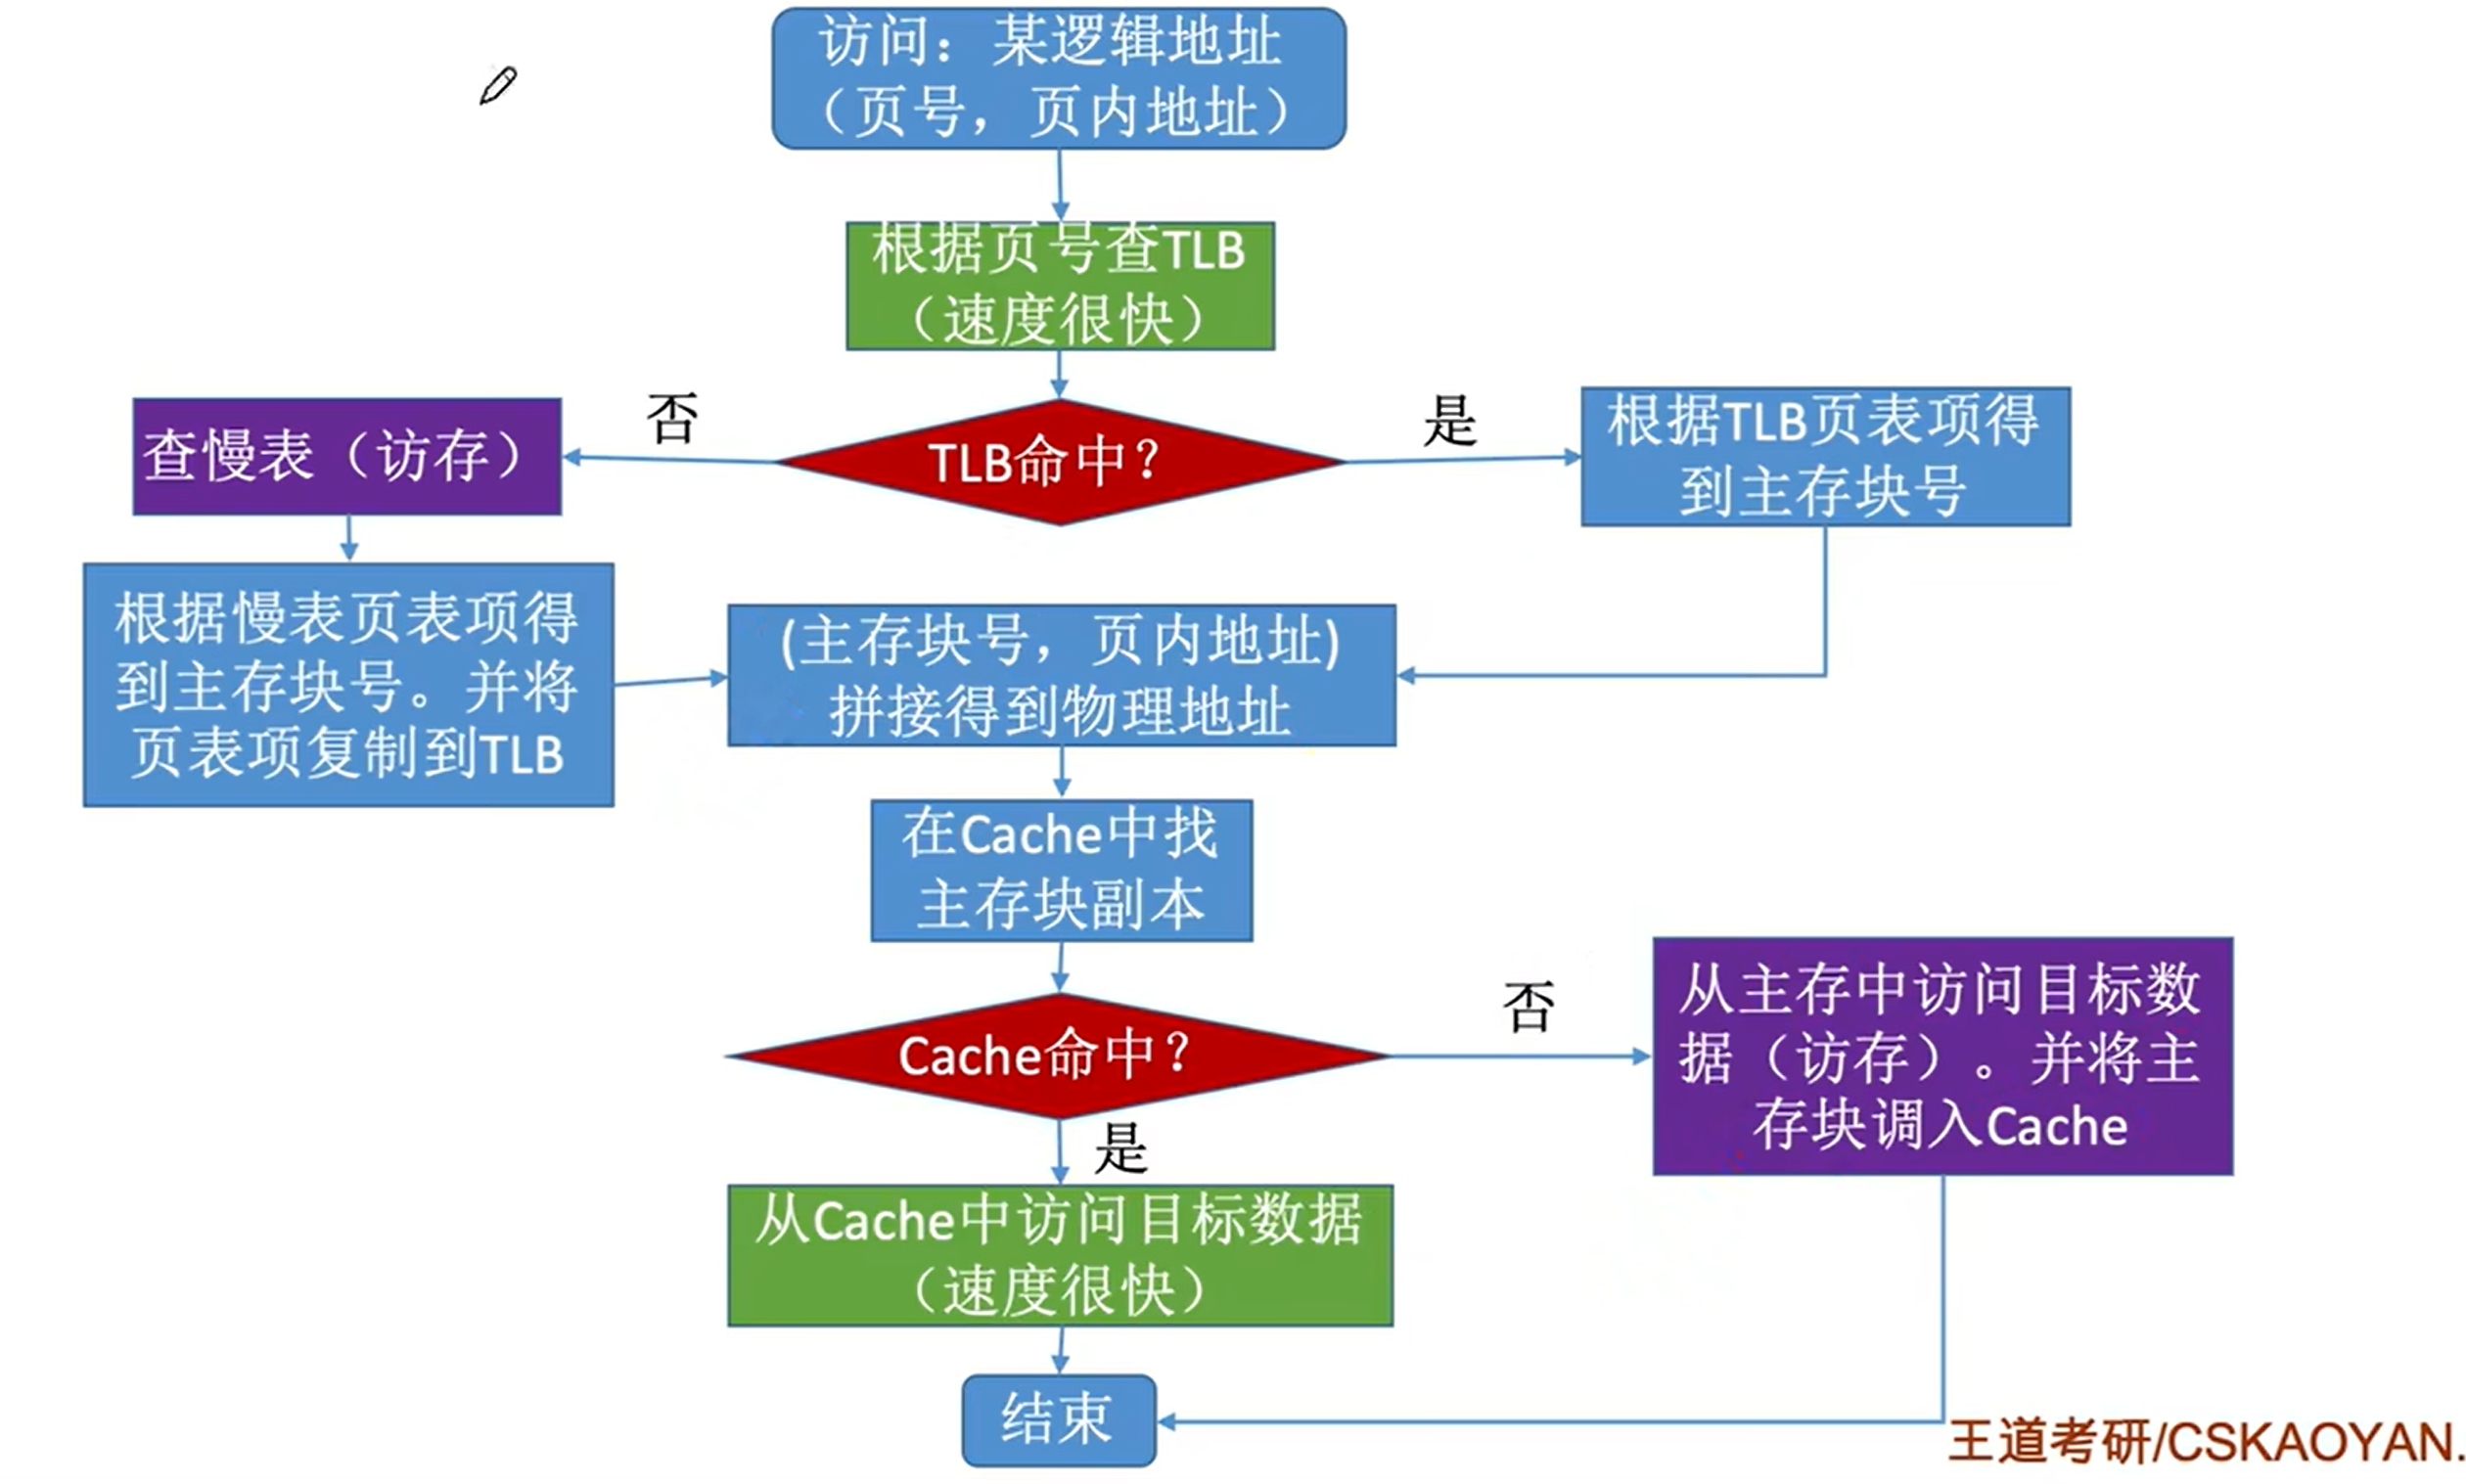 访问：某逻辑地址
（页号，页内地址）
根据页号查TLB
（速度很快）
否
是
查慢表（访存）
TLB命中？
根据TLB页表项得
到主存块号
根据慢表页表项得
到主存块号。并将
页表项复制到TLB
(主存块号，页内地址)
拼接得到物理地址
在Cache中找
主存块副本
Cache命中？
否
从主存中访问目标数
据（访存）。并将主
存块调入Cache
是
从Cache中访问目标数据
（速度很快）
结束
王道考研/CSKAOYAN.